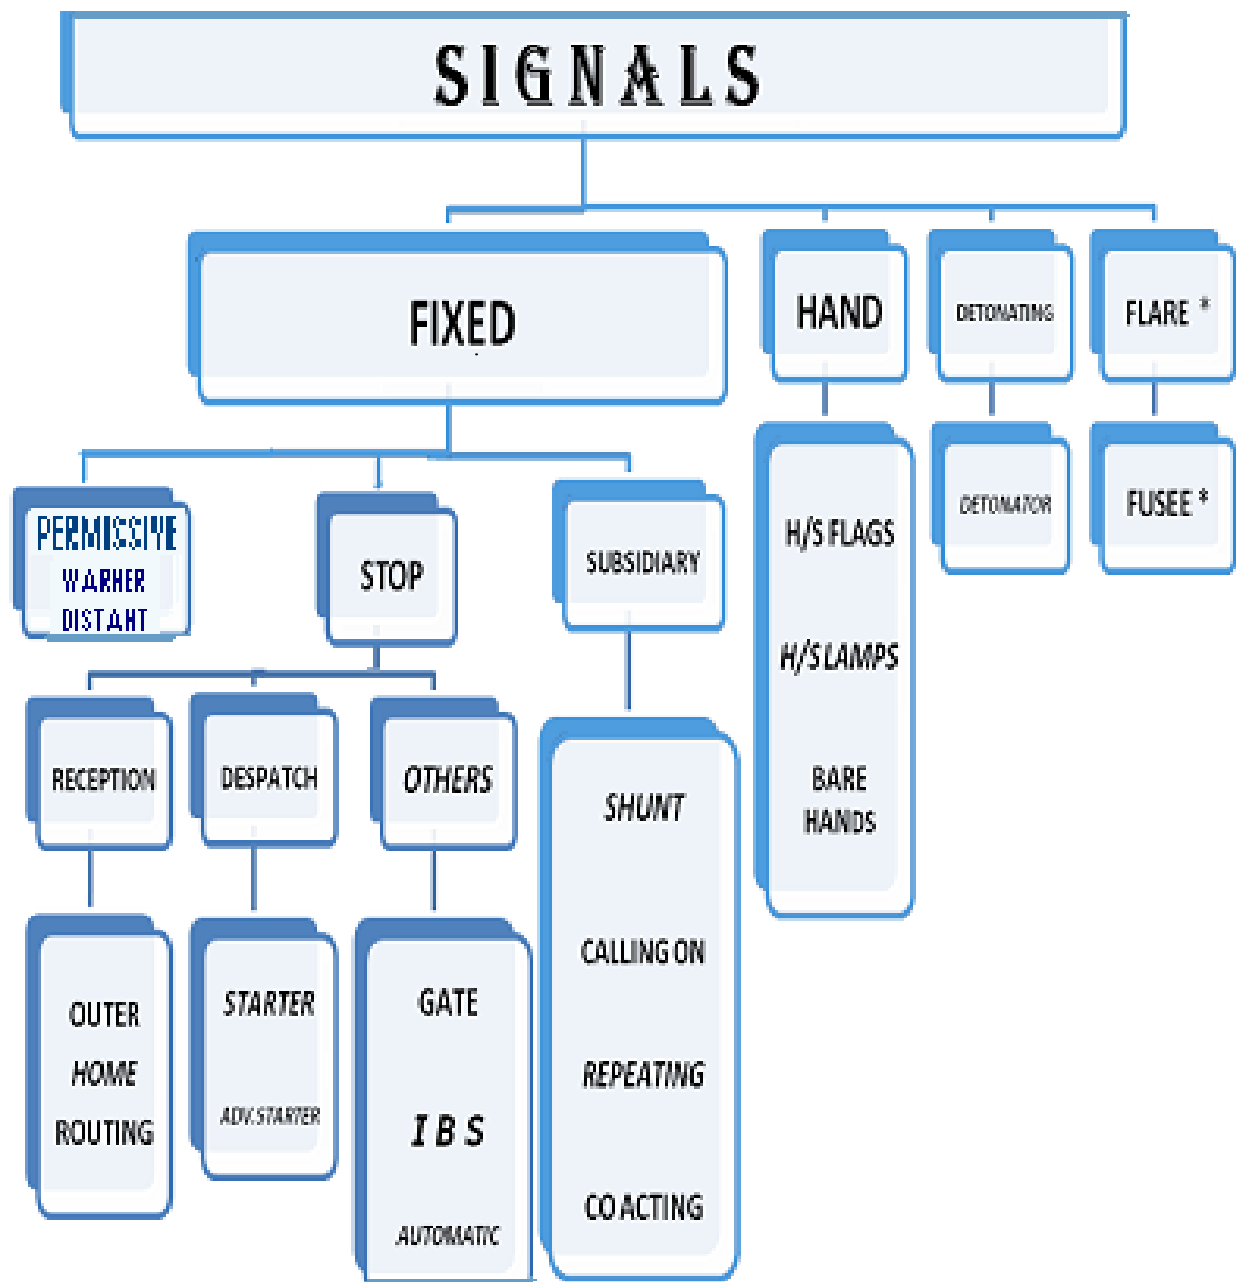 SIGNALS
FIXED
HAND
DETONATING
FLARE *
PERMISSIVE
WARHER
DISTANT
STOP
SUBSIDIARY
H/S FLAGS
H/S LAMPS
BARE
HANDS
DETONATOR
FUSEE *
RECEPTION
DESPATCH
OTHERS
OUTER
HOME
ROUTING
STARTER
ADV.STARTER
GATE
I B S
AUTOMATIC
SHUNT
CALLING ON
REPEATING
CO ACTING